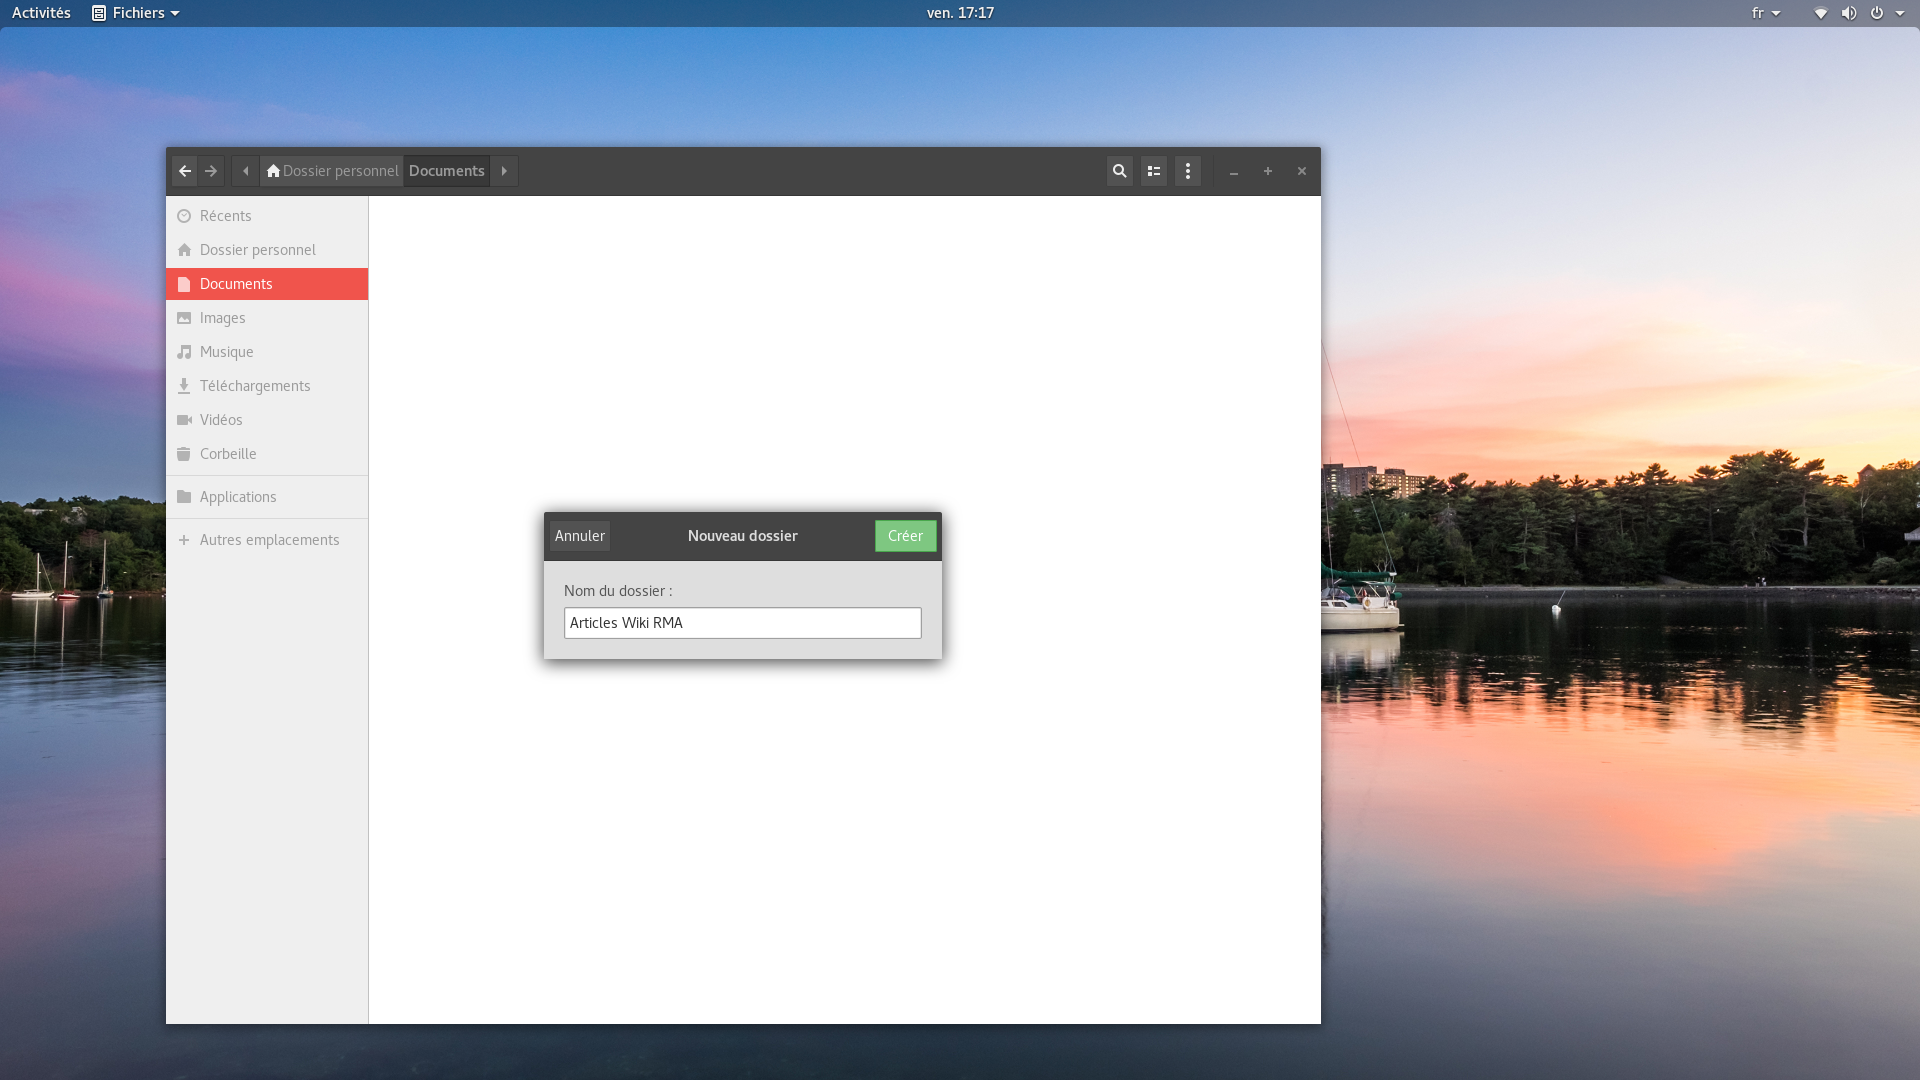 Activités Fichiers ven. 17:17 fr
Dossier personnel Documents
Récents
Dossier personnel
Documents
Images
Musique
Téléchargements
Vidéos
Corbeille
Applications
Autres emplacements
Annuler Nouveau dossier Créer
Nom du dossier :
Articles Wiki RMA